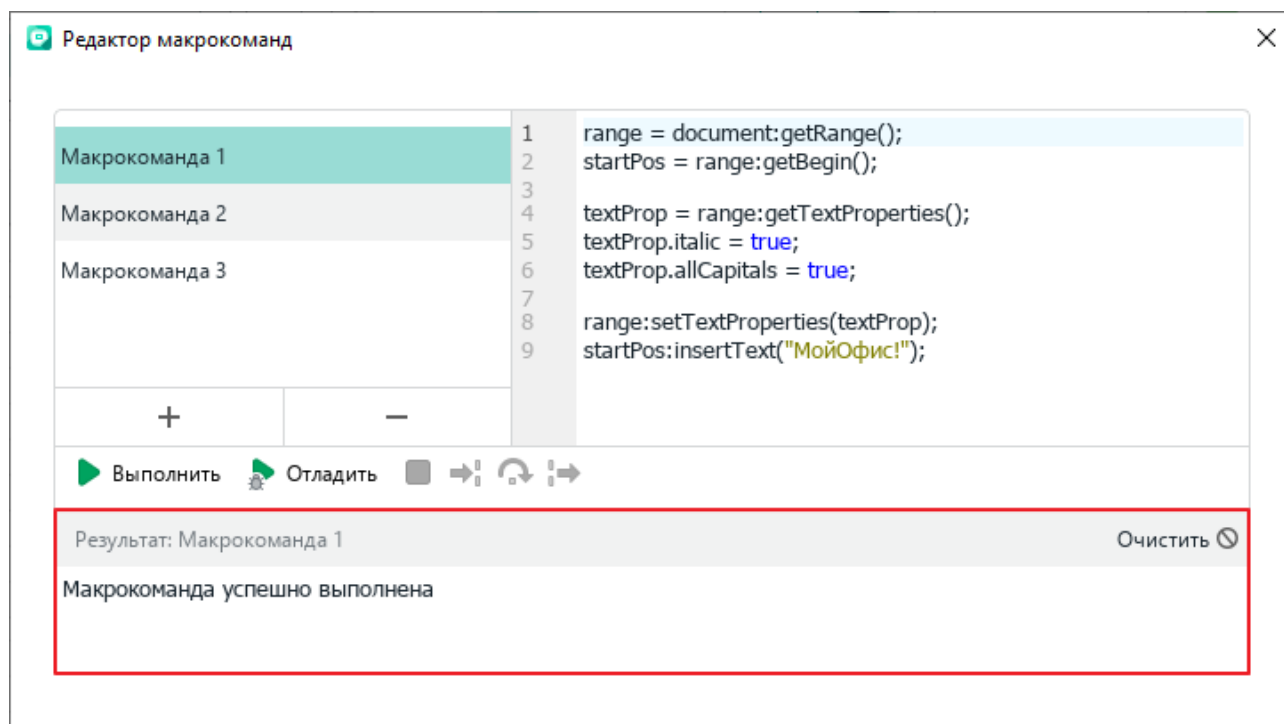 Редактор макрокоманд
Макрокоманда 1
Макрокоманда 2
Макрокоманда 3
1 range = document:getRange();
2 startPos = range:getBegin();
3
4 textProp = range:getTextProperties();
5 textProp.italic = true;
6 textProp.allCapitals = true;
7
8 range:setTextProperties(textProp);
9 startPos:insertText("МойОфис!");
+ −
Выполнить Отладить
Результат: Макрокоманда 1 Очистить
Макрокоманда успешно выполнена